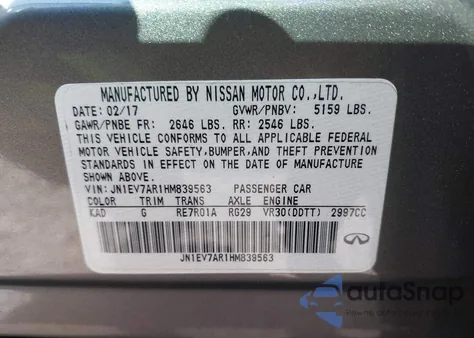 MANUFACTURED BY NISSAN MOTOR CO.,LTD.
DATE: 02/17 GVWR/PNBV: 5159 LBS.
GAWR/PNBE FR: 2646 LBS. RR: 2546 LBS.
THIS VEHICLE CONFORMS TO ALL APPLICABLE FEDERAL
MOTOR VEHICLE SAFETY,BUMPER,AND THEFT PREVENTION
STANDARDS IN EFFECT ON THE DATE OF MANUFACTURE
SHOWN ABOVE.
VIN: JN1EV7AR1HM839563 PASSENGER CAR
COLOR TRIM TRANS AXLE ENGINE
KAD G RE7R01A RG29 VR30(DDTT) 2997CC
JN1EV7AR1HM839563
autoSnap